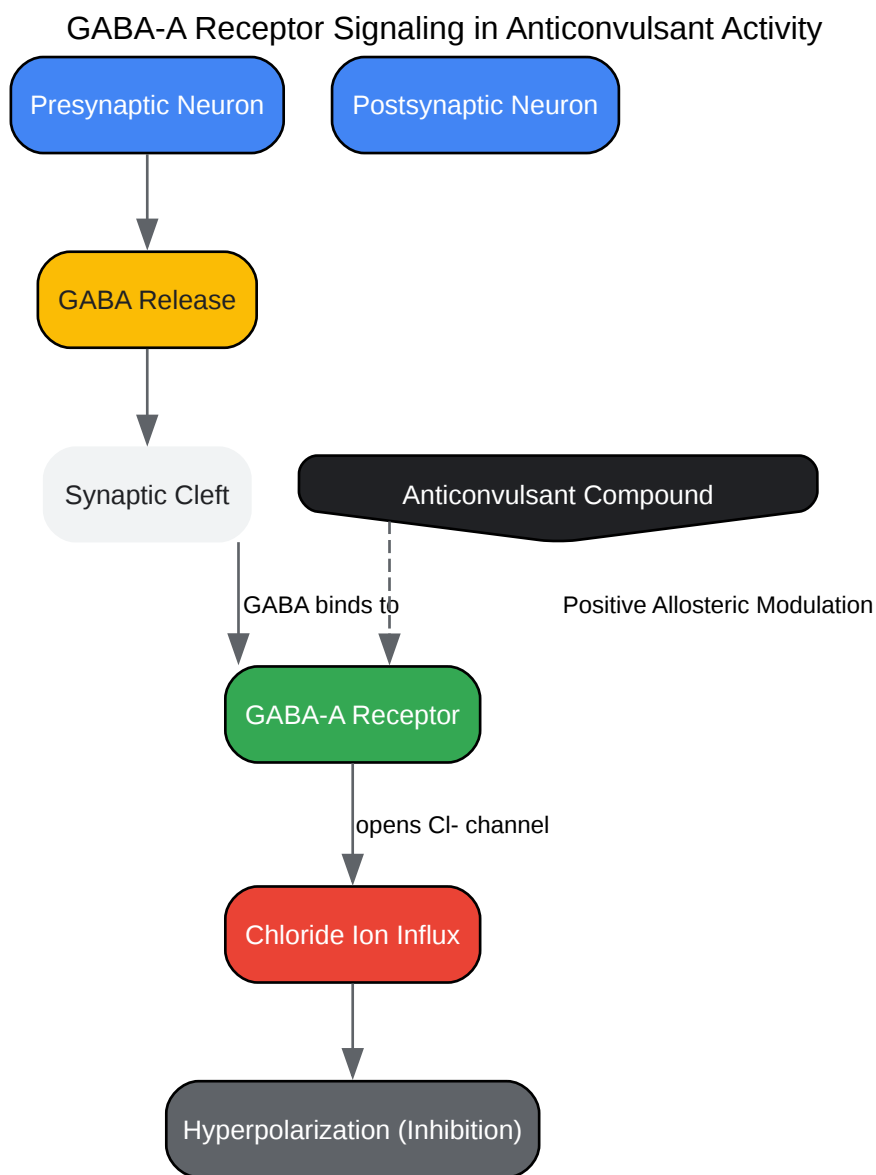 GABA-A Receptor Signaling in Anticonvulsant Activity
Presynaptic Neuron
Postsynaptic Neuron
GABA Release
Synaptic Cleft
Anticonvulsant Compound
GABA binds to
Positive Allosteric Modulation
GABA-A Receptor
opens Cl- channel
Chloride Ion Influx
Hyperpolarization (Inhibition)